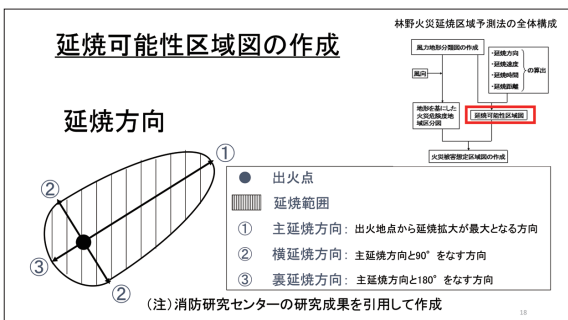 林野火災延焼区域予測法の全体構成
延焼可能性区域図の作成
風力地形分類図の作成
・延焼方向
・延焼速度
・延焼時間
・延焼距離
の算出
風向
地形を基にした
火災危険度地
域区分図
延焼可能性区域図
火災被害想定区域図の作成
延焼方向
①
②
③
②
出火点
延焼範囲
① 主延焼方向: 出火地点から延焼拡大が最大となる方向
② 横延焼方向: 主延焼方向と90°をなす方向
③ 裏延焼方向: 主延焼方向と180°をなす方向
(注)消防研究センターの研究成果を引用して作成
18